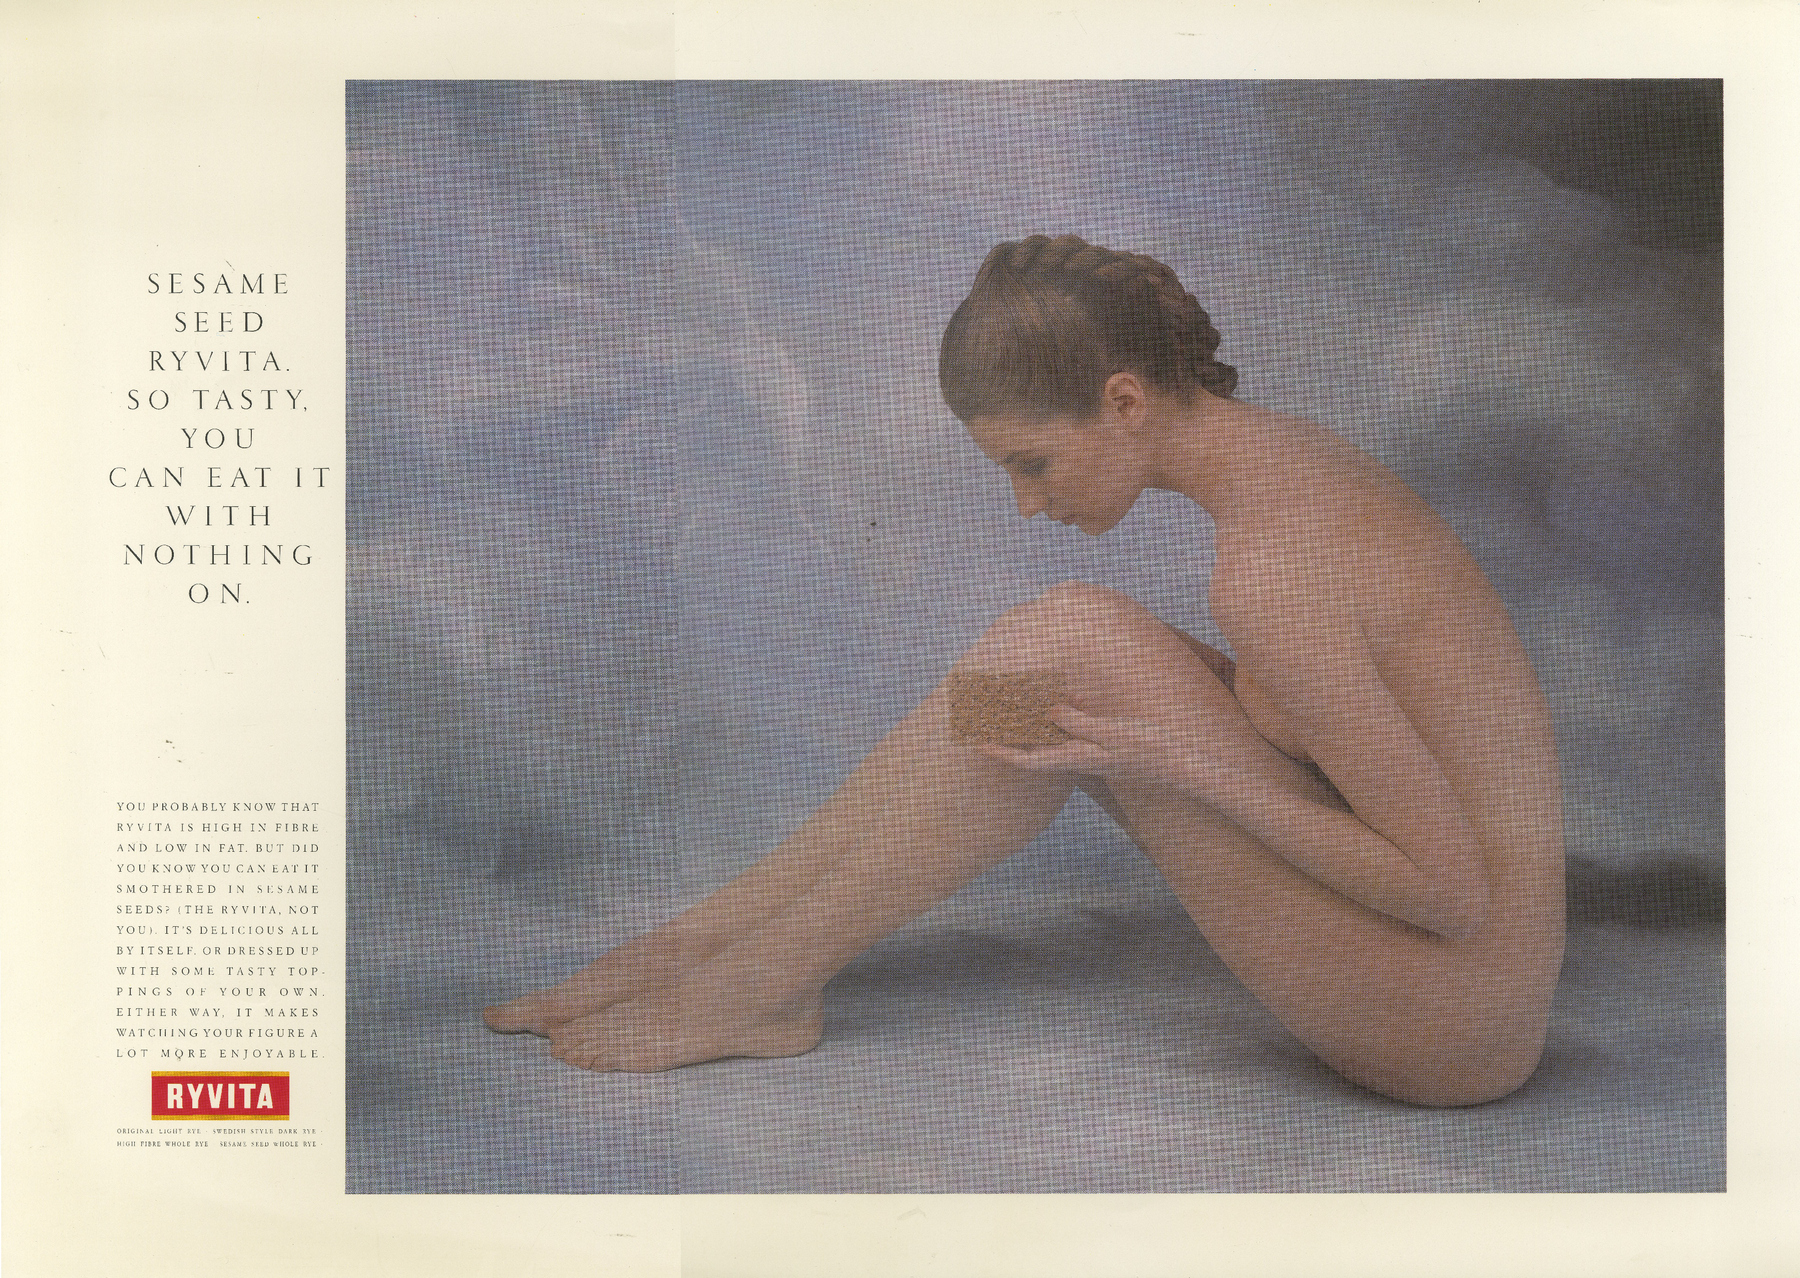 SESAME
SEED
RYVITA.
SO TASTY,
YOU
CAN EAT IT
WITH
NOTHING
ON.
YOU PROBABLY KNOW THAT
RYVITA IS HIGH IN FIBRE
AND LOW IN FAT. BUT DID
YOU KNOW YOU CAN EAT IT
SMOTHERED IN SESAME
SEEDS? (THE RYVITA, NOT
YOU). IT'S DELICIOUS ALL
BY ITSELF, OR DRESSED UP
WITH SOME TASTY TOP-
PINGS OF YOUR OWN.
EITHER WAY, IT MAKES
WATCHING YOUR FIGURE A
LOT MORE ENJOYABLE.
RYVITA
ORIGINAL LIGHT RYE · SWEDISH STYLE DARK RYE ·
HIGH FIBRE WHOLE RYE · SESAME SEED WHOLE RYE ·